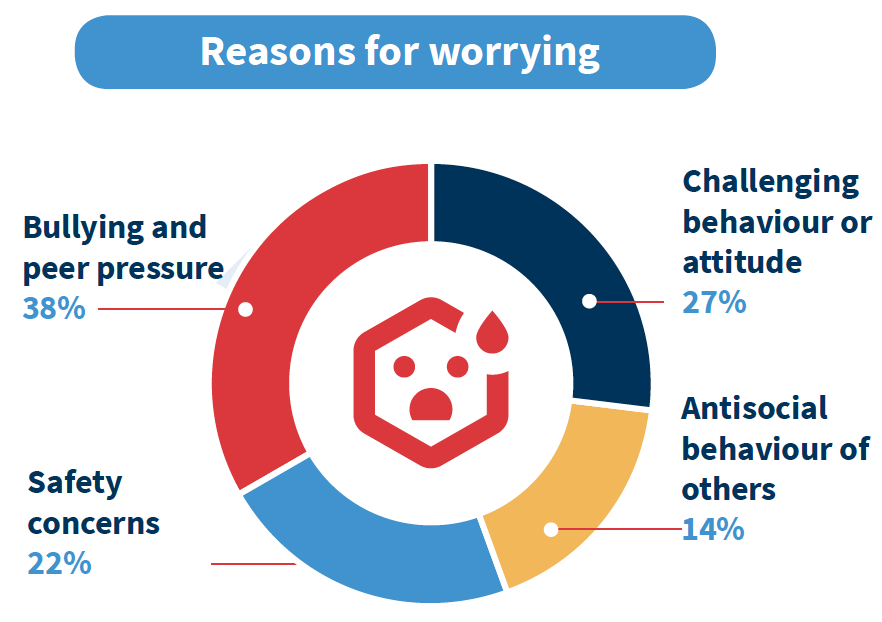 Reasons for worrying
Challenging
behaviour or
attitude
27%
Bullying and
peer pressure
38%
Antisocial
behaviour of
others
14%
Safety
concerns
22%